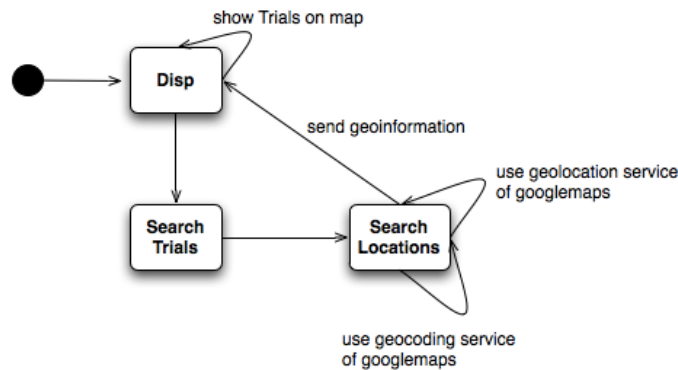 show Trials on map
Disp
send geoinformation
use geolocation service
of googlemaps
Search
Trials
Search
Locations
use geocoding service
of googlemaps